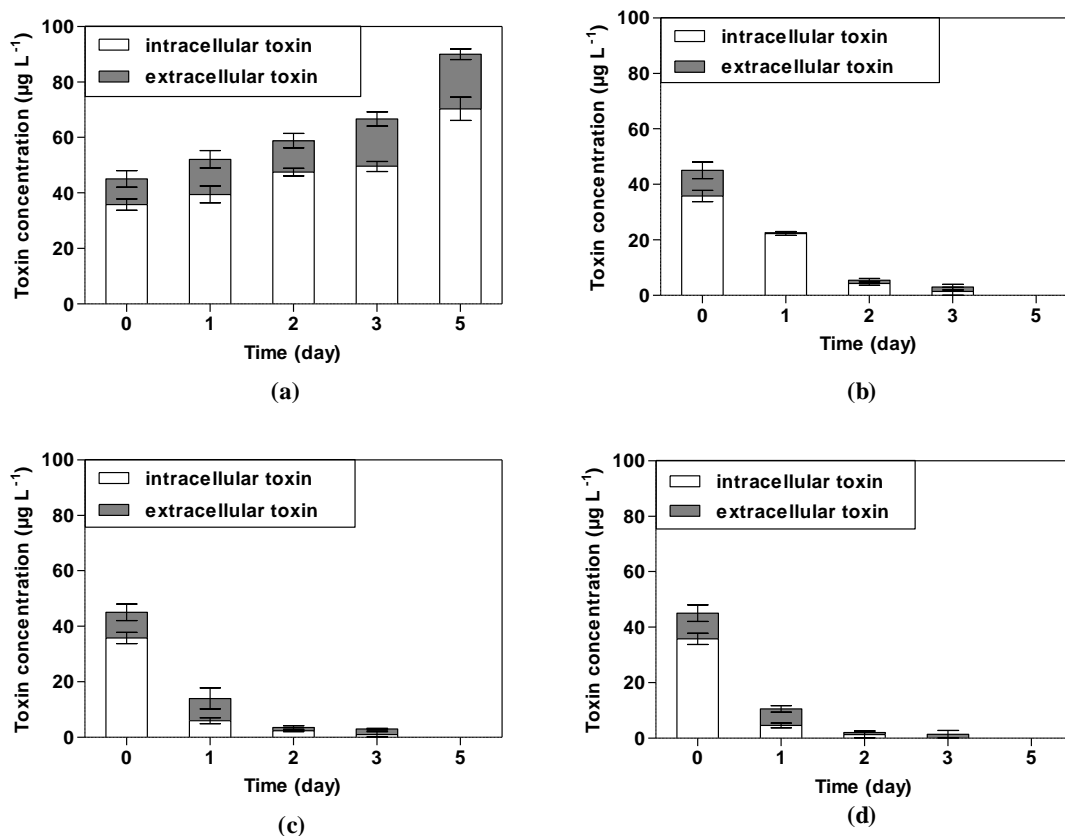 100
80
60
40
20
0
Toxin concentration (µg L⁻¹)
intracellular toxin
extracellular toxin
0 1 2 3 5
Time (day)
(a)
100
80
60
40
20
0
Toxin concentration (µg L⁻¹)
intracellular toxin
extracellular toxin
0 1 2 3 5
Time (day)
(b)
100
80
60
40
20
0
Toxin concentration (µg L⁻¹)
intracellular toxin
extracellular toxin
0 1 2 3 5
Time (day)
(c)
100
80
60
40
20
0
Toxin concentration (µg L⁻¹)
intracellular toxin
extracellular toxin
0 1 2 3 5
Time (day)
(d)